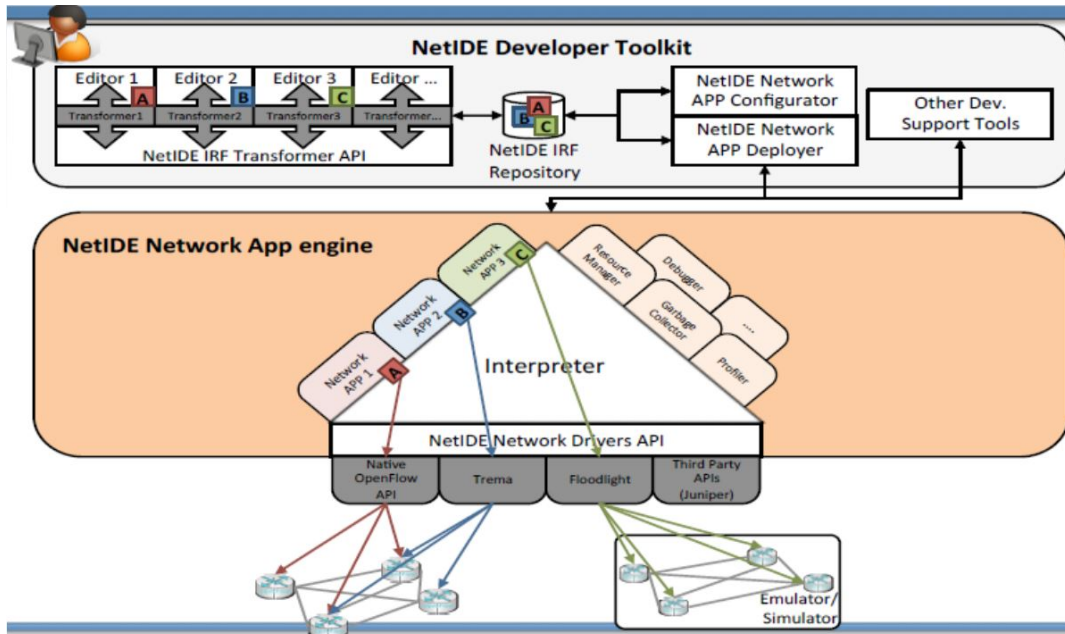 NetIDE Developer Toolkit
Editor 1
Editor 2
Editor 3
Editor ...
A
B
C
Transformer1
Transformer2
Transformer3
Transformer...
NetIDE IRF Transformer API
A
B
C
NetIDE IRF
Repository
NetIDE Network
APP Configurator
NetIDE Network
APP Deployer
Other Dev.
Support Tools
NetIDE Network App engine
Network
APP 1
A
Network
APP 2
B
Network
APP 3
C
Resource
Manager
Debugger
Garbage
Collector
....
Profiler
Interpreter
NetIDE Network Drivers API
Native
OpenFlow
API
Trema
Floodlight
Third Party
APIs
(Juniper)
Emulator/
Simulator